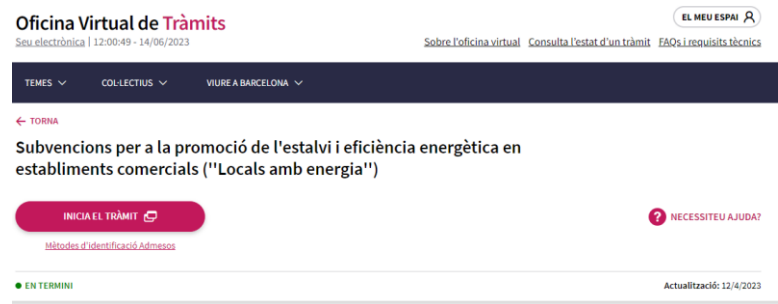 Oficina Virtual de Tràmits
EL MEU ESPAI
Seu electrònica | 12:00:49 - 14/06/2023
Sobre l'oficina virtual Consulta l'estat d'un tràmit FAQs i requisits tècnics
TEMES COL·LECTIUS VIURE A BARCELONA
← TORNA
Subvencions per a la promoció de l'estalvi i eficiència energètica en
establiments comercials (''Locals amb energia'')
INICIA EL TRÀMIT
? NECESSITEU AJUDA?
Mètodes d'identificació Admesos
EN TERMINI
Actualització: 12/4/2023